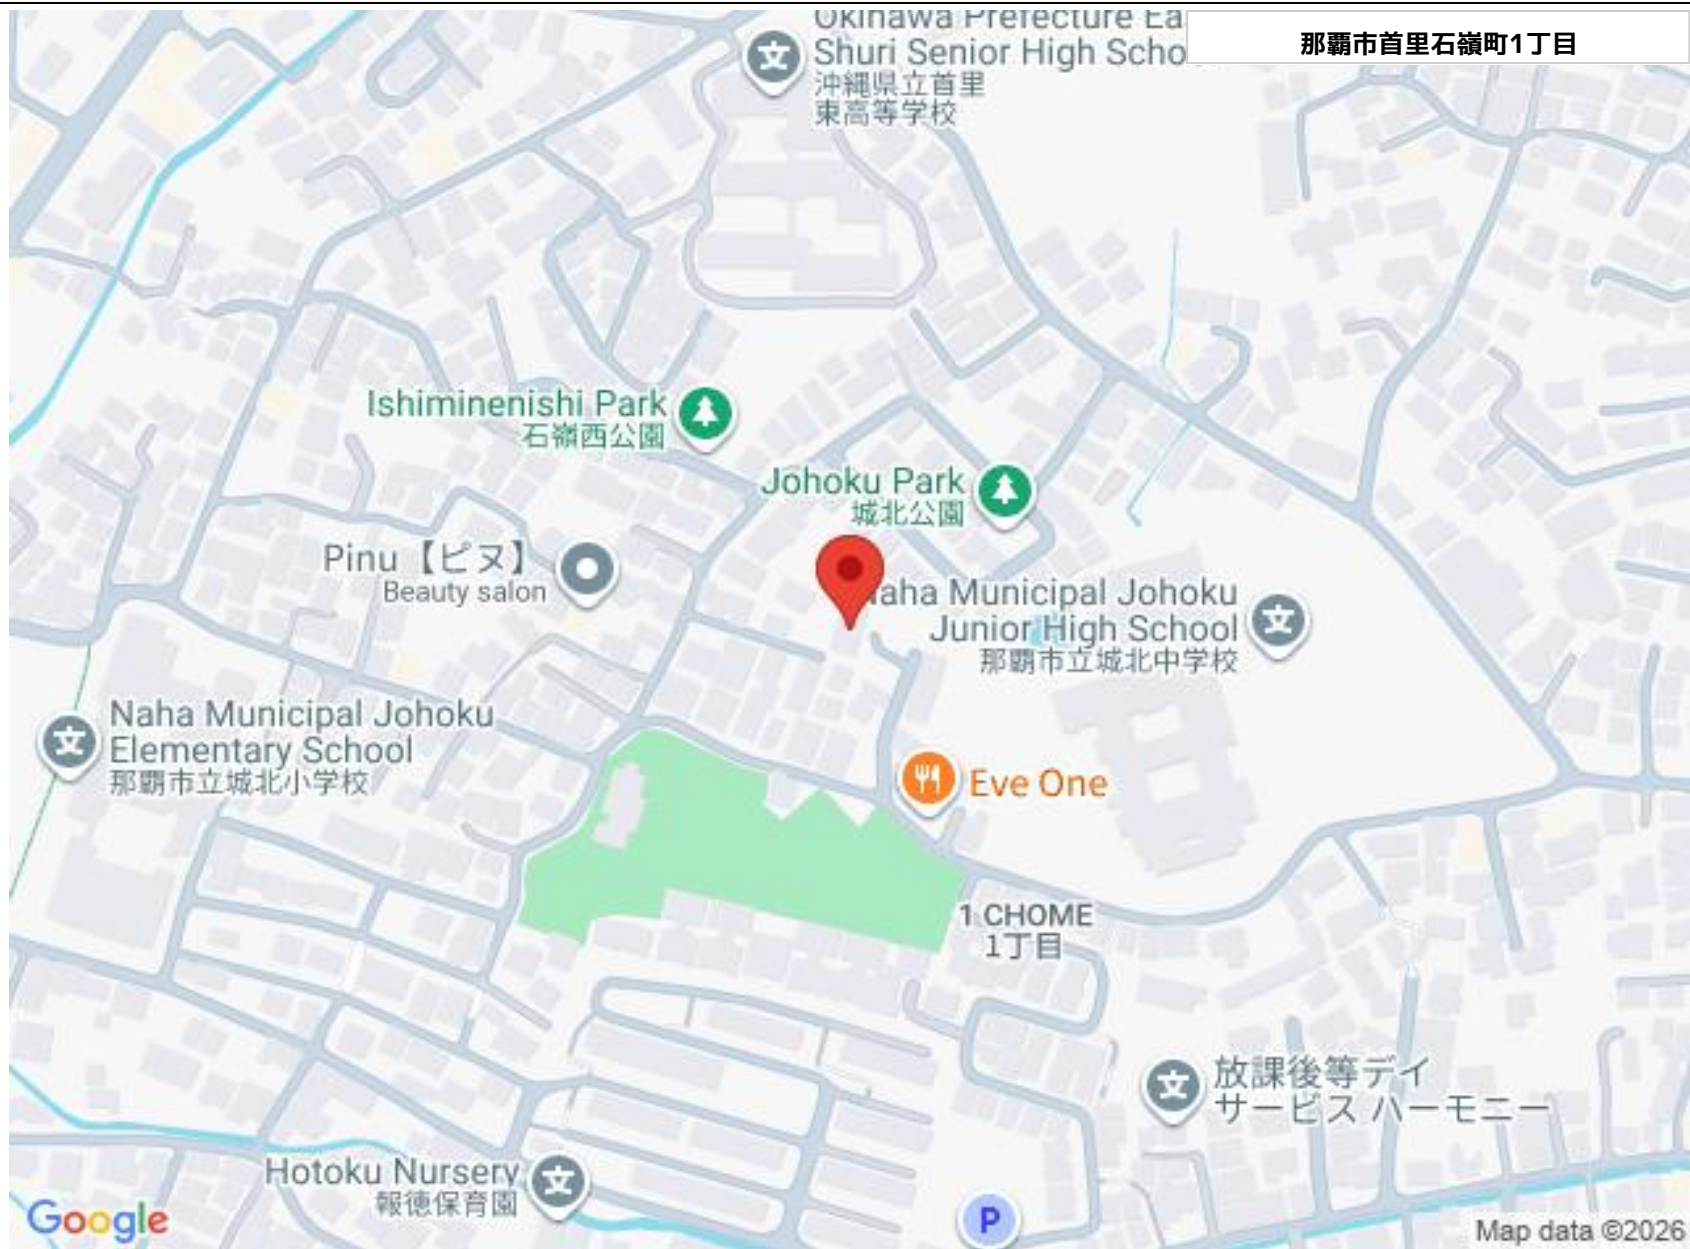 Okinawa Prefecture Ea
Shuri Senior High Scho
沖縄県立首里
東高等学校
那覇市首里石嶺町1丁目
Ishiminenishi Park
石嶺西公園
Johoku Park
城北公園
Pinu【ピヌ】
Beauty salon
Naha Municipal Johoku
Junior High School
那覇市立城北中学校
Naha Municipal Johoku
Elementary School
那覇市立城北小学校
Eve One
1 CHOME
1丁目
放課後等デイ
サービス ハーモニー
Hotoku Nursery
報徳保育園
P
Google
Map data ©2026